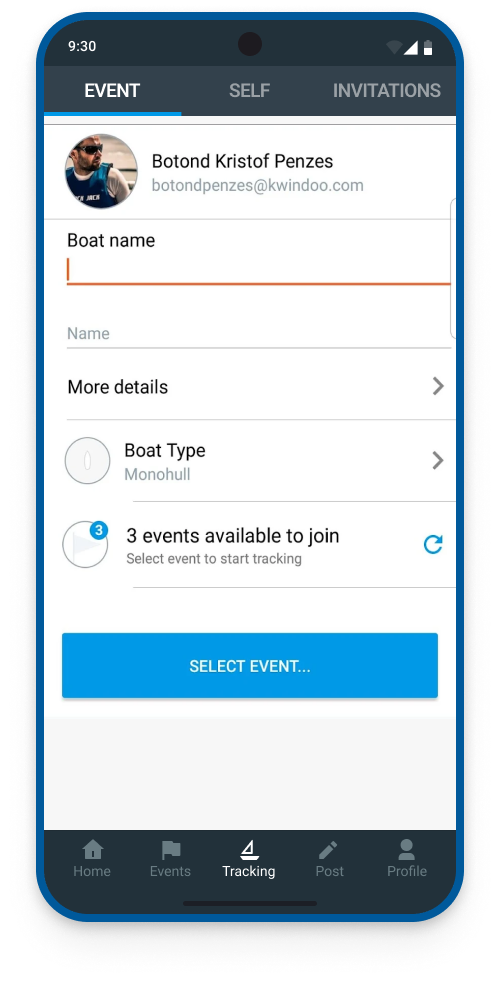 9:30
EVENT SELF INVITATIONS
Botond Kristof Penzes
botondpenzes@kwindoo.com
Boat name
Name
More details
Boat Type
Monohull
3
3 events available to join
Select event to start tracking
SELECT EVENT...
Home Events Tracking Post Profile